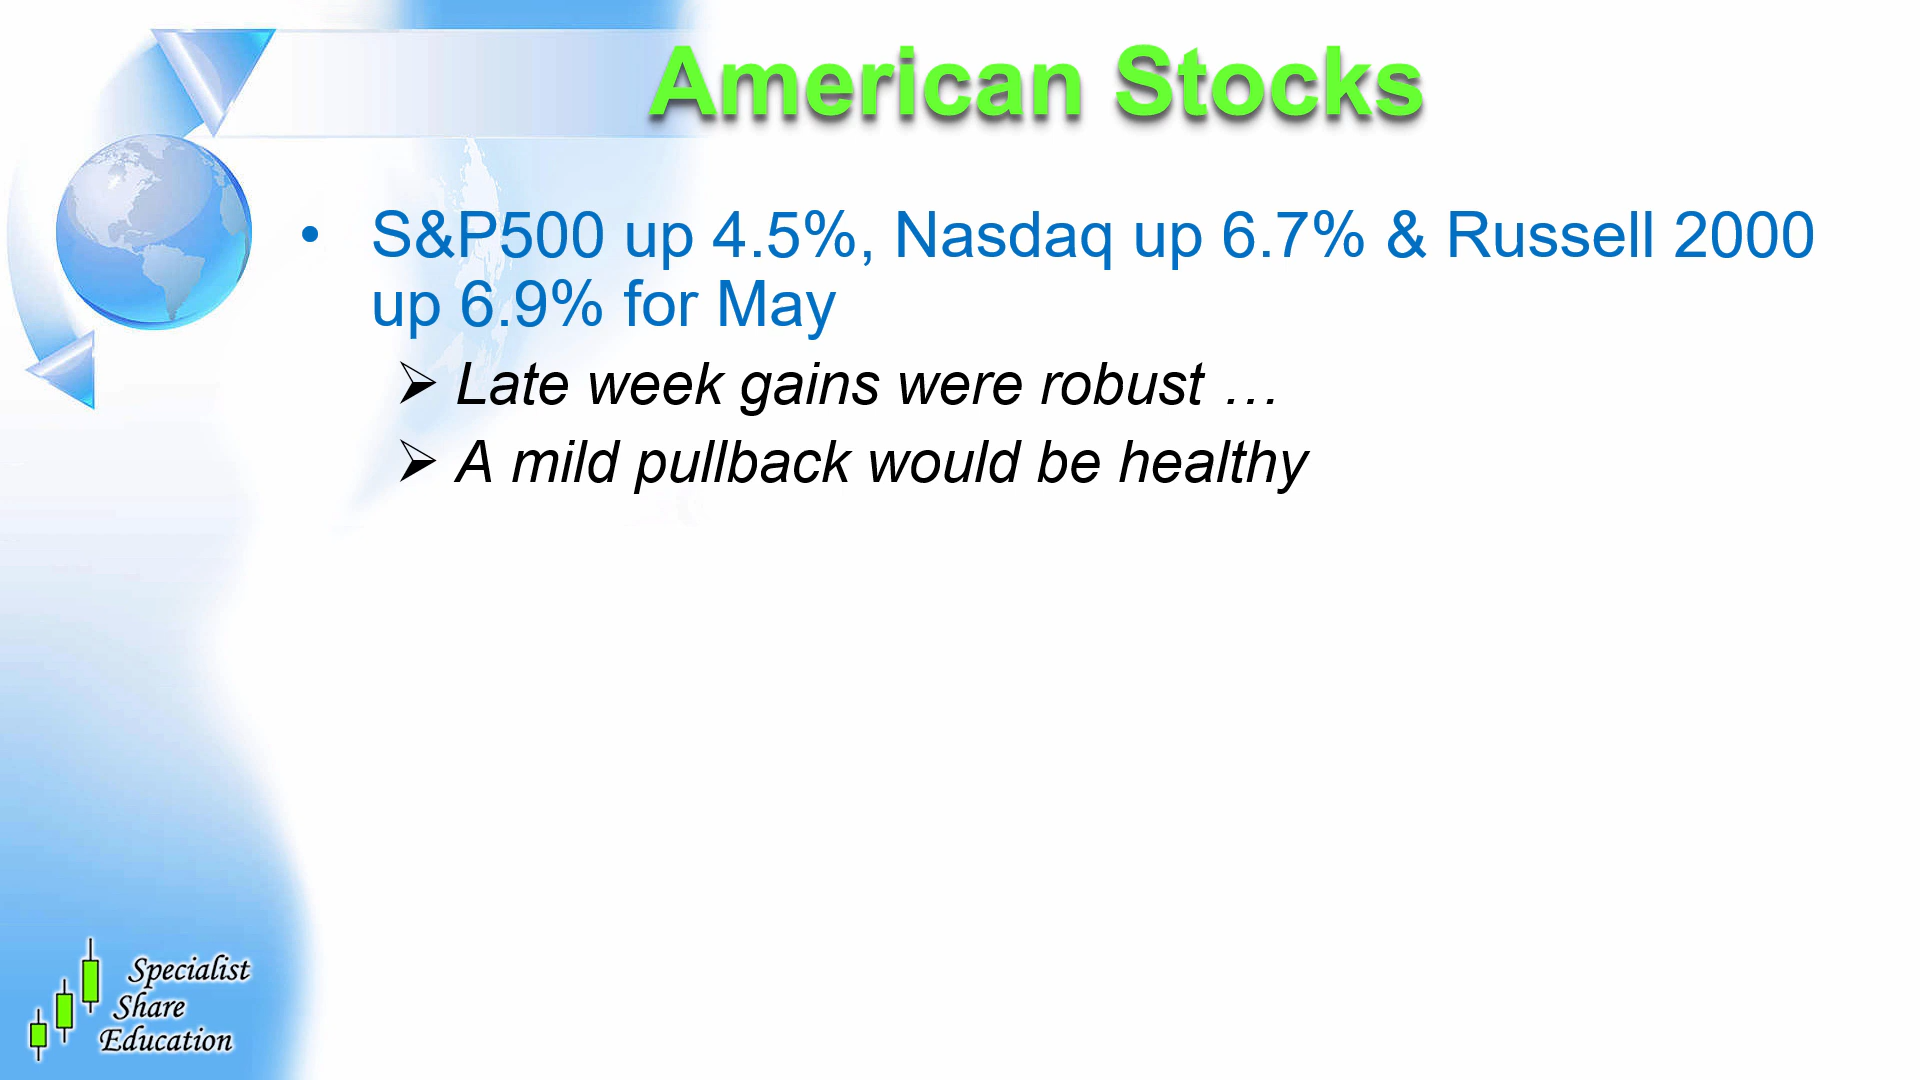 American Stocks
• S&P500 up 4.5%, Nasdaq up 6.7% & Russell 2000
up 6.9% for May
➢ Late week gains were robust …
➢ A mild pullback would be healthy
Specialist
Share
Education